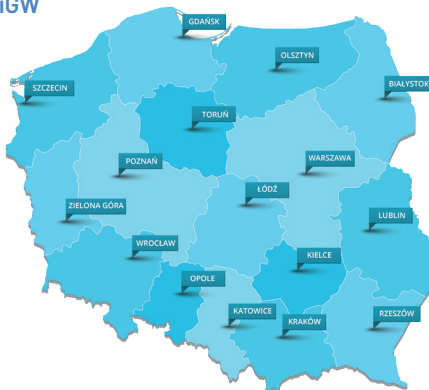 iGW
GDAŃSK
OLSZTYN
BIAŁYSTOK
SZCZECIN
TORUŃ
POZNAŃ
WARSZAWA
ZIELONA GÓRA
ŁÓDŹ
LUBLIN
WROCŁAW
KIELCE
OPOLE
KATOWICE
KRAKÓW
RZESZÓW